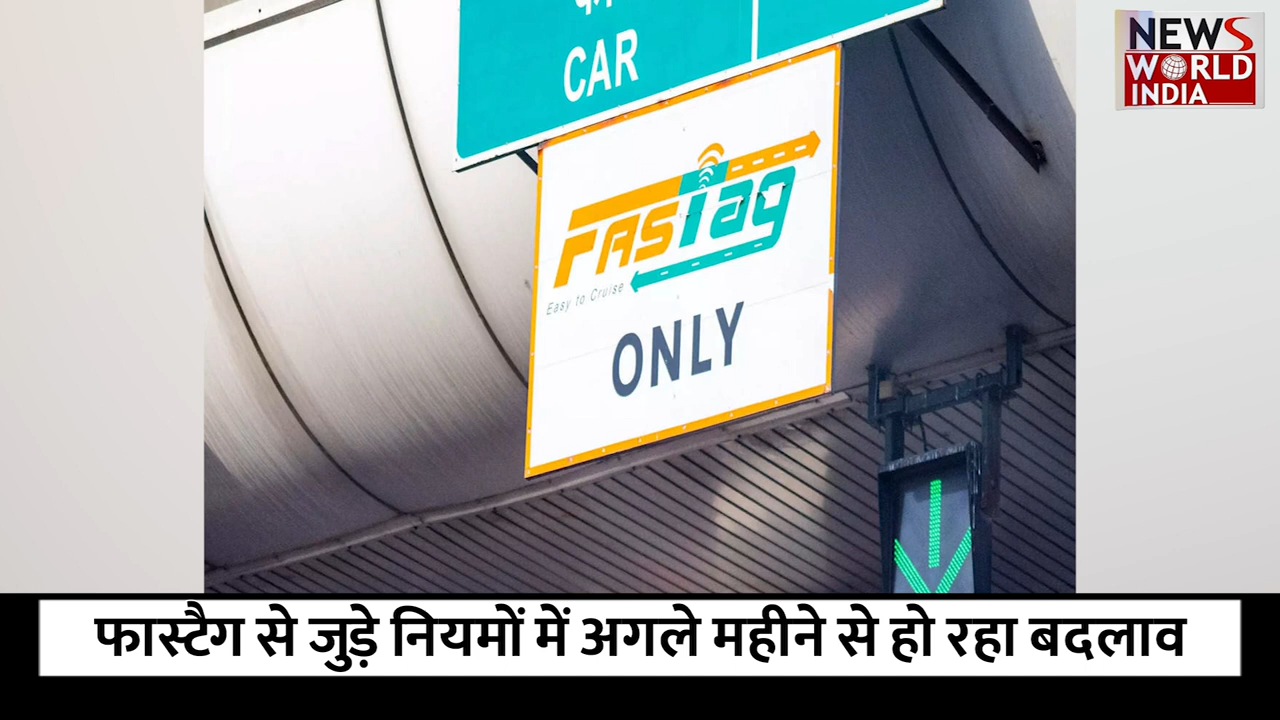 CAR
NEWS
WORLD
INDIA
FASTag
Easy to Cruise
ONLY
फास्टैग से जुड़े नियमों में अगले महीने से हो रहा बदलाव